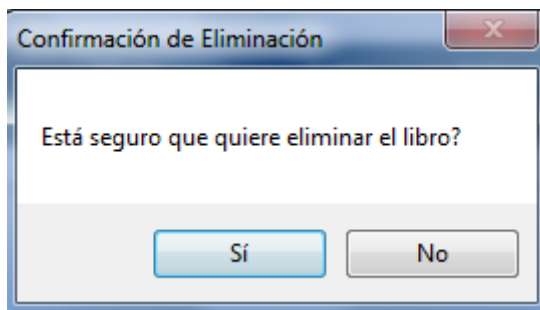 Confirmación de Eliminación
Está seguro que quiere eliminar el libro?
Sí
No